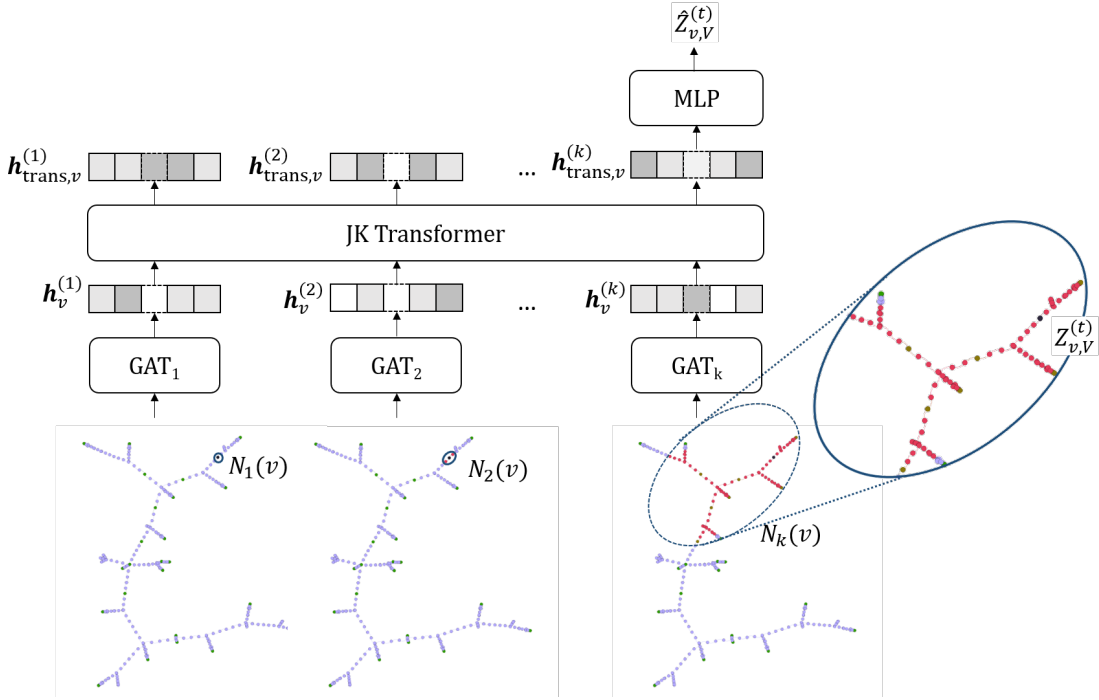 Ẑ_{v,V}^{(t)}
MLP
h_{trans,v}^{(1)}
h_{trans,v}^{(2)}
...
h_{trans,v}^{(k)}
JK Transformer
h_v^{(1)}
h_v^{(2)}
...
h_v^{(k)}
Z_{v,V}^{(t)}
GAT_1
GAT_2
GAT_k
N_1(v)
N_2(v)
N_k(v)